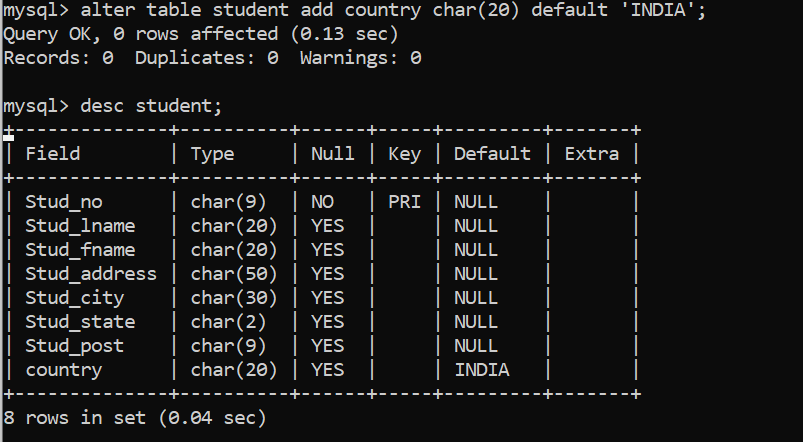 mysql> alter table student add country char(20) default 'INDIA';
Query OK, 0 rows affected (0.13 sec)
Records: 0  Duplicates: 0  Warnings: 0

mysql> desc student;
+--------------+----------+------+-----+---------+-------+
| Field        | Type     | Null | Key | Default | Extra |
+--------------+----------+------+-----+---------+-------+
| Stud_no      | char(9)  | NO   | PRI | NULL    |       |
| Stud_lname   | char(20) | YES  |     | NULL    |       |
| Stud_fname   | char(20) | YES  |     | NULL    |       |
| Stud_address | char(50) | YES  |     | NULL    |       |
| Stud_city    | char(30) | YES  |     | NULL    |       |
| Stud_state   | char(2)  | YES  |     | NULL    |       |
| Stud_post    | char(9)  | YES  |     | NULL    |       |
| country      | char(20) | YES  |     | INDIA   |       |
+--------------+----------+------+-----+---------+-------+
8 rows in set (0.04 sec)